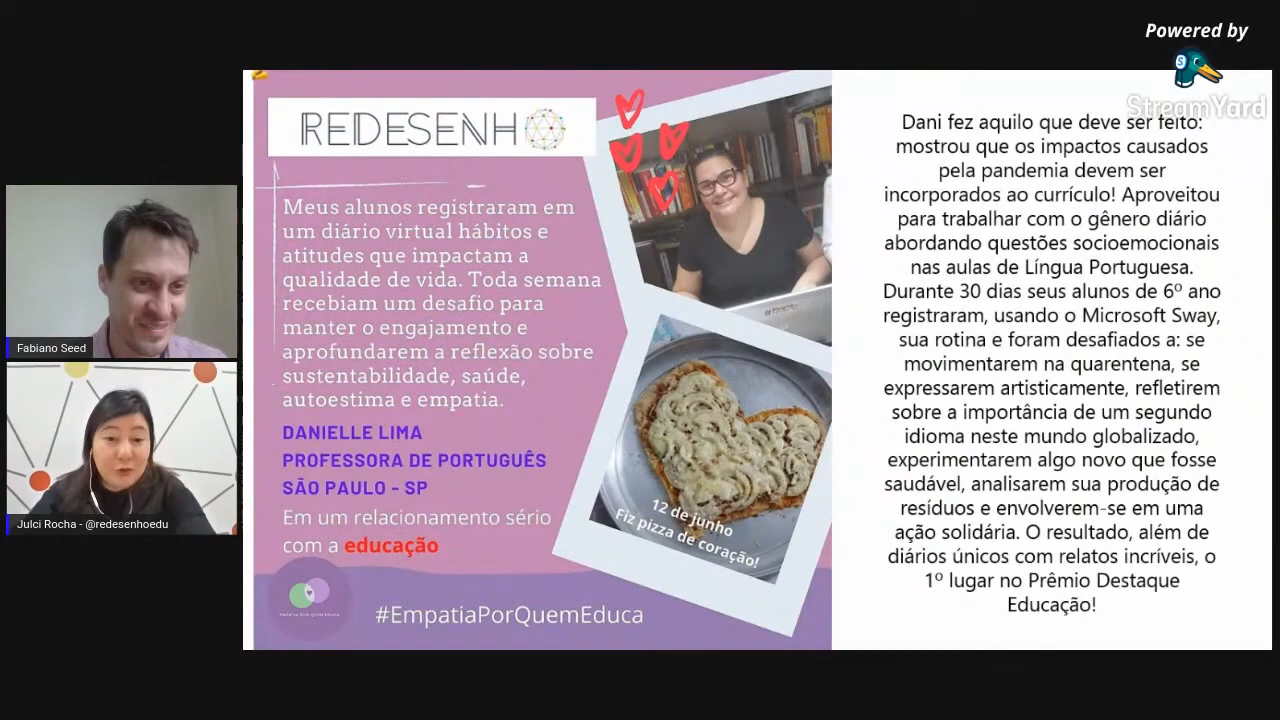 Powered by
StreamYard
Fabiano Seed
Julci Rocha - @redesenhoedu
REDESENHO
Meus alunos registraram em
um diário virtual hábitos e
atitudes que impactam a
qualidade de vida. Toda semana
recebiam um desafio para
manter o engajamento e
aprofundarem a reflexão sobre
sustentabilidade, saúde,
autoestima e empatia.
DANIELLE LIMA
PROFESSORA DE PORTUGUÊS
SÃO PAULO - SP
Em um relacionamento sério
com a educação
#EmpatiaPorQuemEduca
12 de junho
Fiz pizza de coração!
Dani fez aquilo que deve ser feito:
mostrou que os impactos causados
pela pandemia devem ser
incorporados ao currículo! Aproveitou
para trabalhar com o gênero diário
abordando questões socioemocionais
nas aulas de Língua Portuguesa.
Durante 30 dias seus alunos de 6º ano
registraram, usando o Microsoft Sway,
sua rotina e foram desafiados a: se
movimentarem na quarentena, se
expressarem artisticamente, refletirem
sobre a importância de um segundo
idioma neste mundo globalizado,
experimentarem algo novo que fosse
saudável, analisarem sua produção de
resíduos e envolverem-se em uma
ação solidária. O resultado, além de
diários únicos com relatos incríveis, o
1º lugar no Prêmio Destaque
Educação!